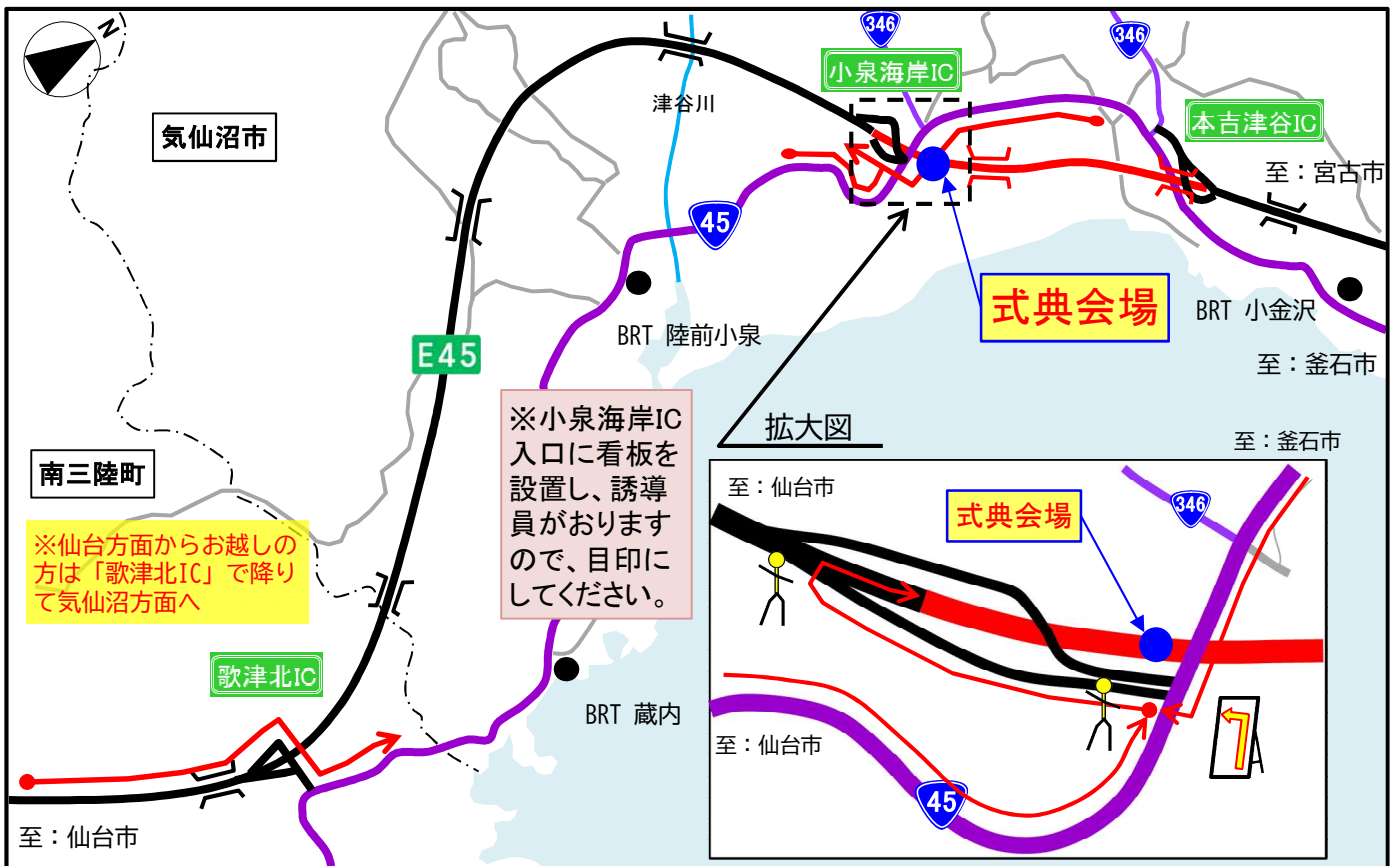 N
気仙沼市
津谷川
346
小泉海岸IC
346
本吉津谷IC
至：宮古市
45
式典会場
BRT 小金沢
至：釜石市
BRT 陸前小泉
E45
※小泉海岸IC
入口に看板を
設置し、誘導
員がおります
ので、目印に
してください。
南三陸町
※仙台方面からお越しの
方は「歌津北IC」で降り
て気仙沼方面へ
歌津北IC
BRT 蔵内
至：仙台市
拡大図
至：釜石市
至：仙台市
式典会場
346
至：仙台市
45